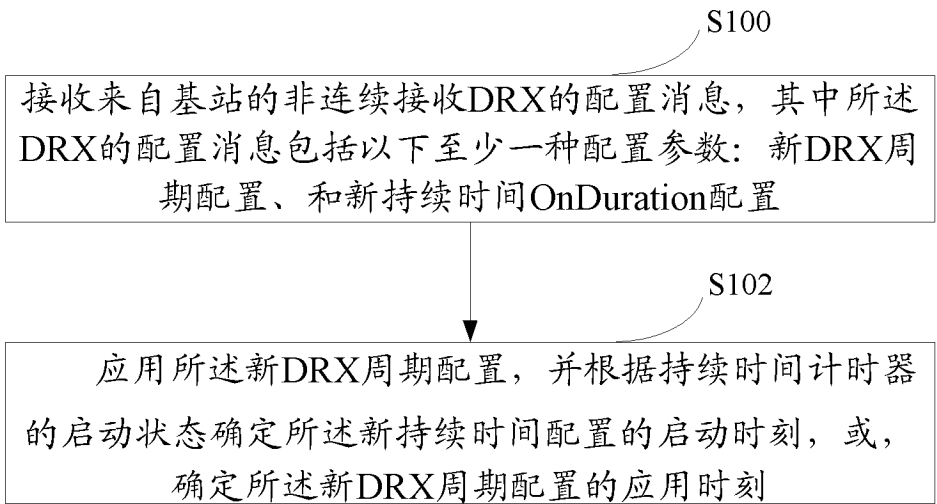 S100
接收来自基站的非连续接收DRX的配置消息，其中所述
DRX的配置消息包括以下至少一种配置参数：新DRX周
期配置、和新持续时间OnDuration配置
S102
应用所述新DRX周期配置，并根据持续时间计时器
的启动状态确定所述新持续时间配置的启动时刻，或，
确定所述新DRX周期配置的应用时刻